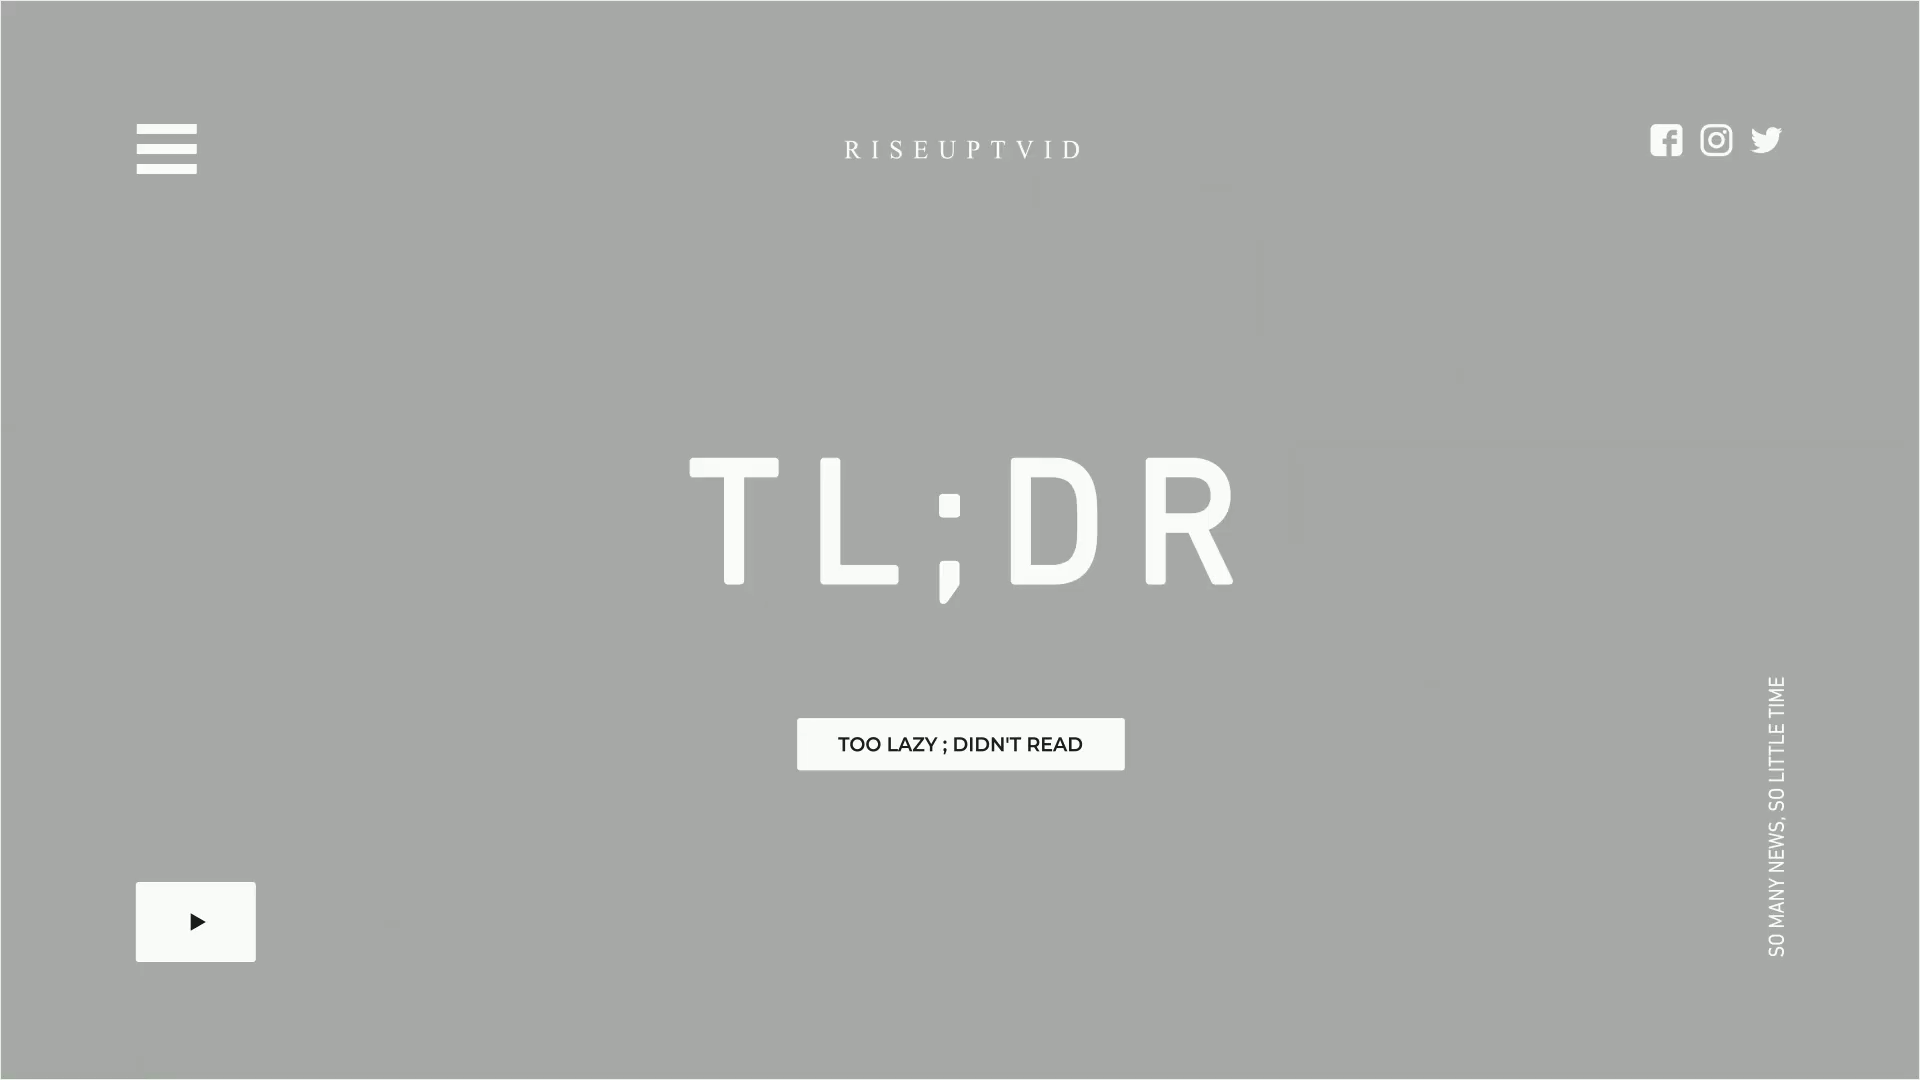 RISEUPTVID
TL;DR
TOO LAZY ; DIDN'T READ
SO MANY NEWS, SO LITTLE TIME